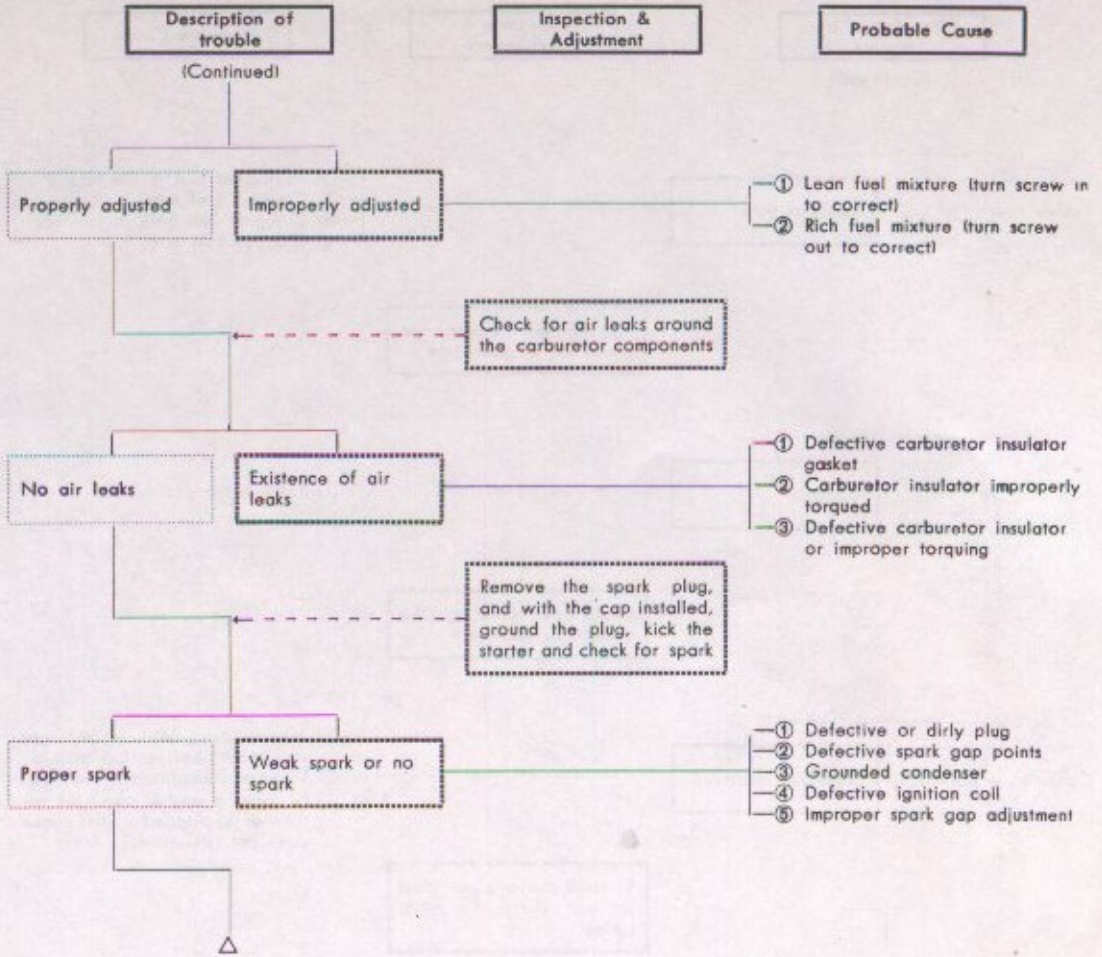 Description of
trouble
Inspection &
Adjustment
Probable Cause
(Continued)
Properly adjusted
Improperly adjusted
① Lean fuel mixture (turn screw in
to correct)
② Rich fuel mixture (turn screw
out to correct)
Check for air leaks around
the carburetor components
No air leaks
Existence of air
leaks
① Defective carburetor insulator
gasket
② Carburetor insulator improperly
torqued
③ Defective carburetor insulator
or improper torquing
Remove the spark plug,
and with the cap installed,
ground the plug, kick the
starter and check for spark
Proper spark
Weak spark or no
spark
① Defective or dirly plug
② Defective spark gap points
③ Grounded condenser
④ Defective ignition coil
⑤ Improper spark gap adjustment